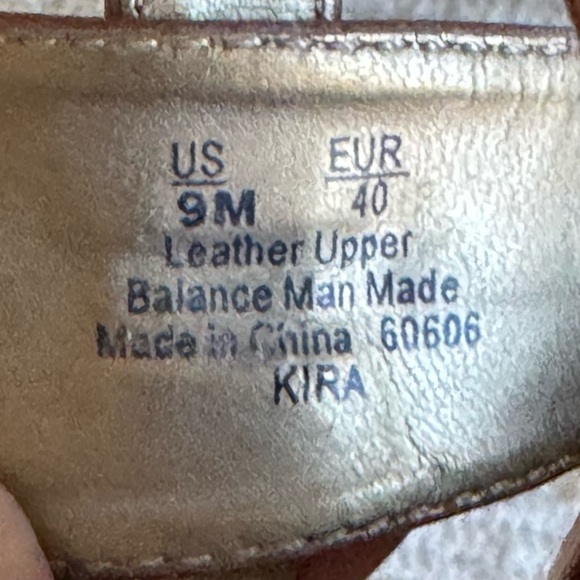 US EUR
9M 40
Leather Upper
Balance Man Made
Made in China 60606
KIRA